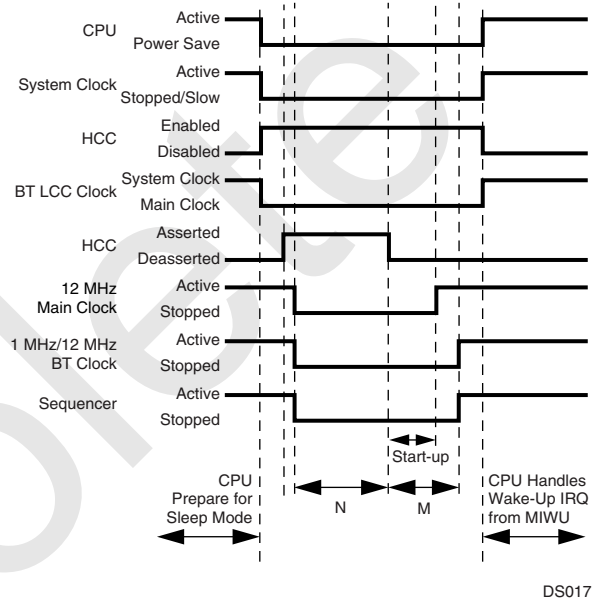 CPU
Active
Power Save
System Clock
Active
Stopped/Slow
HCC
Enabled
Disabled
BT LCC Clock
System Clock
Main Clock
HCC
Asserted
Deasserted
12 MHz
Main Clock
Active
Stopped
1 MHz/12 MHz
BT Clock
Active
Stopped
Sequencer
Active
Stopped
Start-up
CPU
Prepare for
Sleep Mode
N
M
CPU Handles
Wake-Up IRQ
from MIWU
DS017